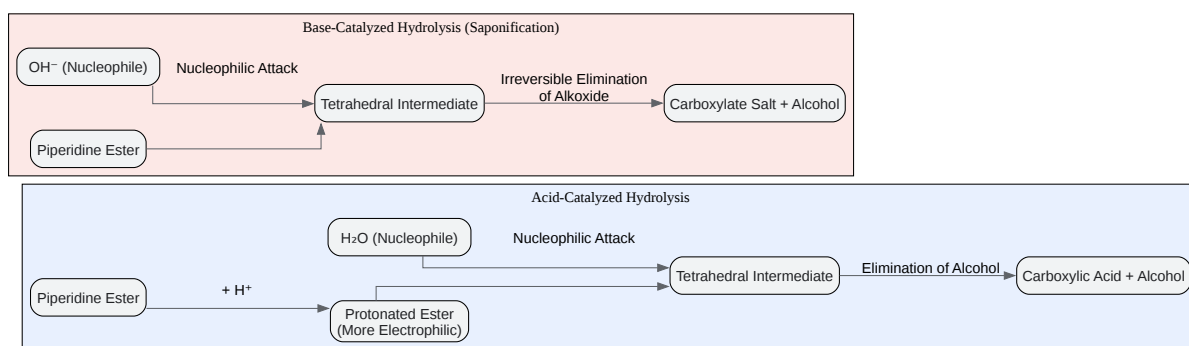 Base-Catalyzed Hydrolysis (Saponification)
OH⁻ (Nucleophile)
Nucleophilic Attack
Piperidine Ester
Tetrahedral Intermediate
Irreversible Elimination
of Alkoxide
Carboxylate Salt + Alcohol
Acid-Catalyzed Hydrolysis
H₂O (Nucleophile)
Nucleophilic Attack
Piperidine Ester
+ H⁺
Protonated Ester
(More Electrophilic)
Tetrahedral Intermediate
Elimination of Alcohol
Carboxylic Acid + Alcohol